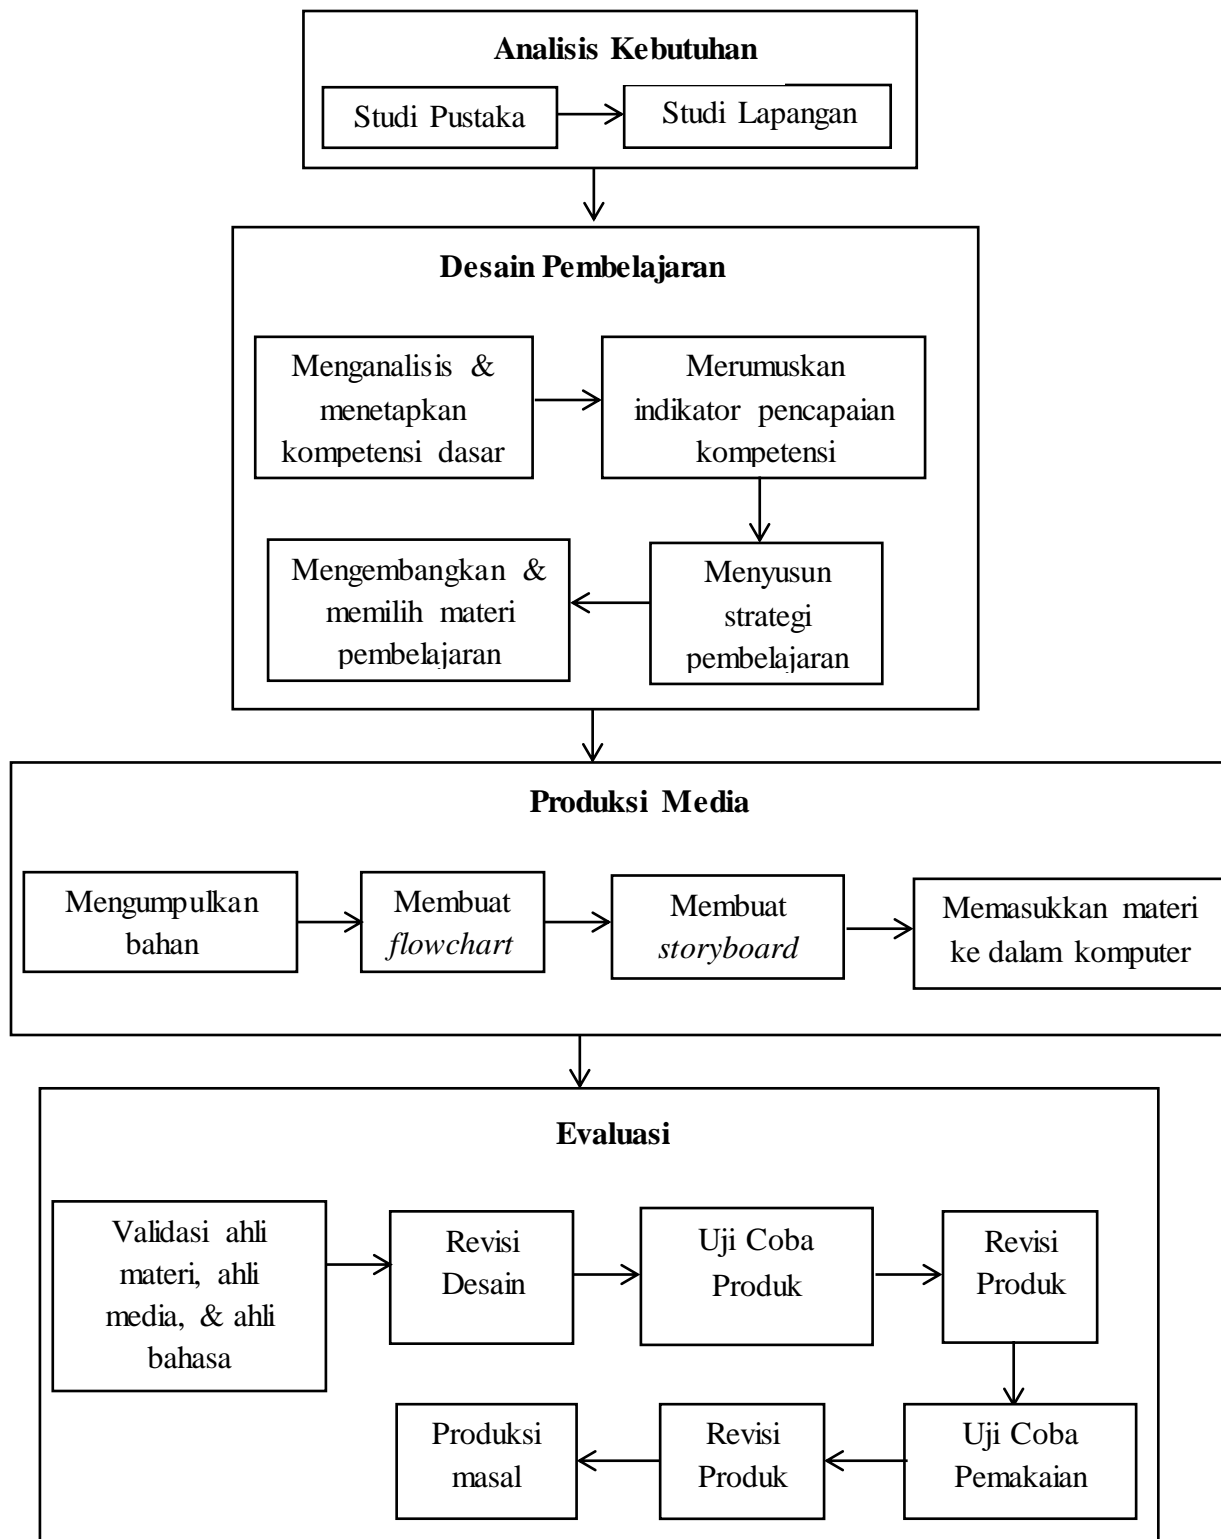 Analisis Kebutuhan
Studi Pustaka
Studi Lapangan
Desain Pembelajaran
Menganalisis &
menetapkan
kompetensi dasar
Merumuskan
indikator pencapaian
kompetensi
Menyusun
strategi
pembelajaran
Mengembangkan &
memilih materi
pembelajaran
Produksi Media
Mengumpulkan
bahan
Membuat
flowchart
Membuat
storyboard
Memasukkan materi
ke dalam komputer
Evaluasi
Validasi ahli
materi, ahli
media, & ahli
bahasa
Revisi
Desain
Uji Coba
Produk
Revisi
Produk
Uji Coba
Pemakaian
Revisi
Produk
Produksi
masal